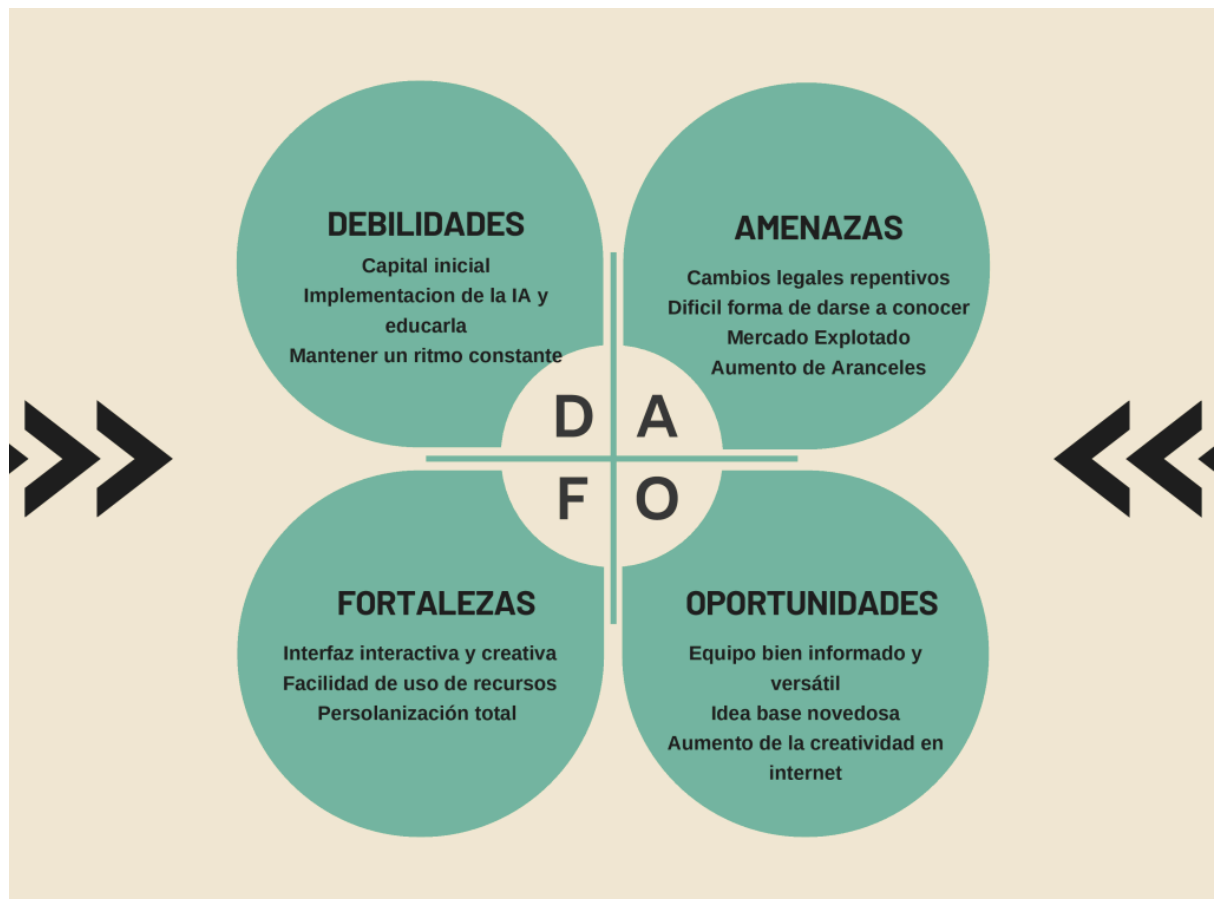 DEBILIDADES
Capital inicial
Implementacion de la IA y
educarla
Mantener un ritmo constante
AMENAZAS
Cambios legales repentivos
Dificil forma de darse a conocer
Mercado Explotado
Aumento de Aranceles
D A
F O
FORTALEZAS
Interfaz interactiva y creativa
Facilidad de uso de recursos
Persolanización total
OPORTUNIDADES
Equipo bien informado y
versátil
Idea base novedosa
Aumento de la creatividad en
internet